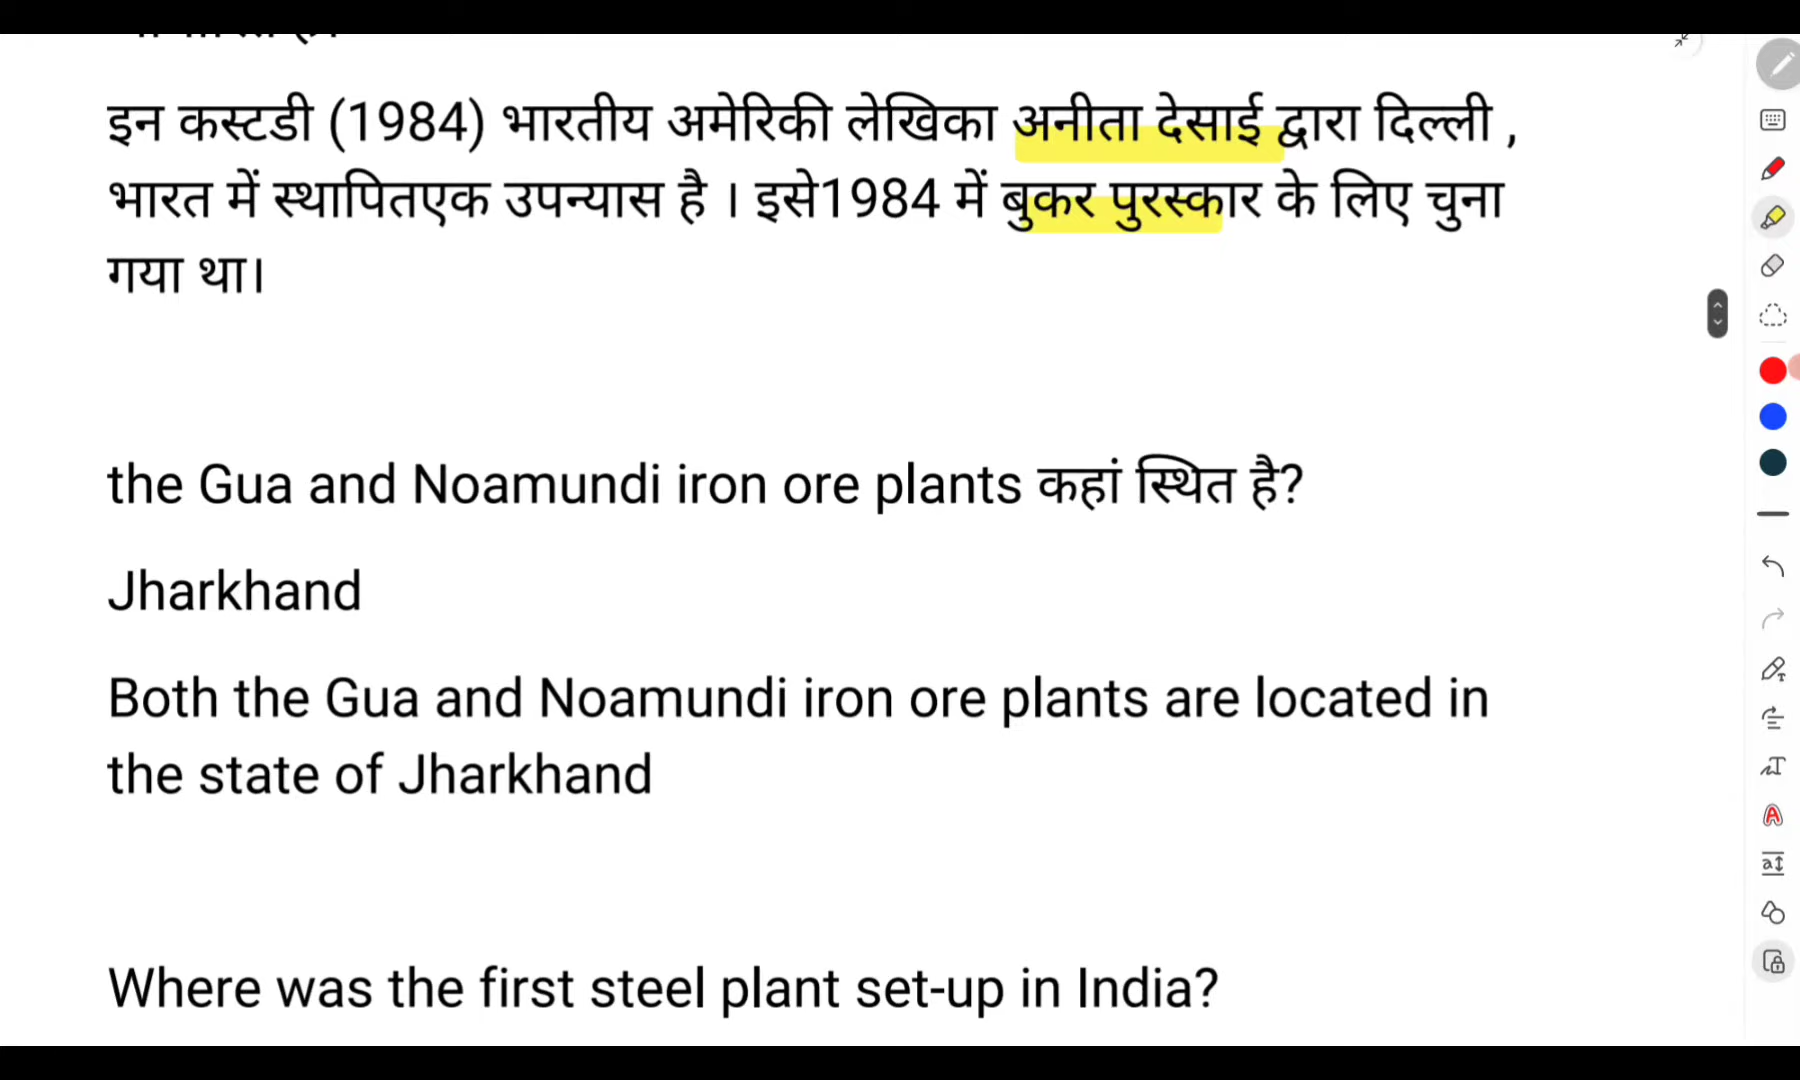 इन कस्टडी (1984) भारतीय अमेरिकी लेखिका अनीता देसाई द्वारा दिल्ली ,
भारत में स्थापितएक उपन्यास है । इसे1984 में बुकर पुरस्कार के लिए चुना
गया था।
the Gua and Noamundi iron ore plants कहां स्थित है?
Jharkhand
Both the Gua and Noamundi iron ore plants are located in
the state of Jharkhand
Where was the first steel plant set-up in India?